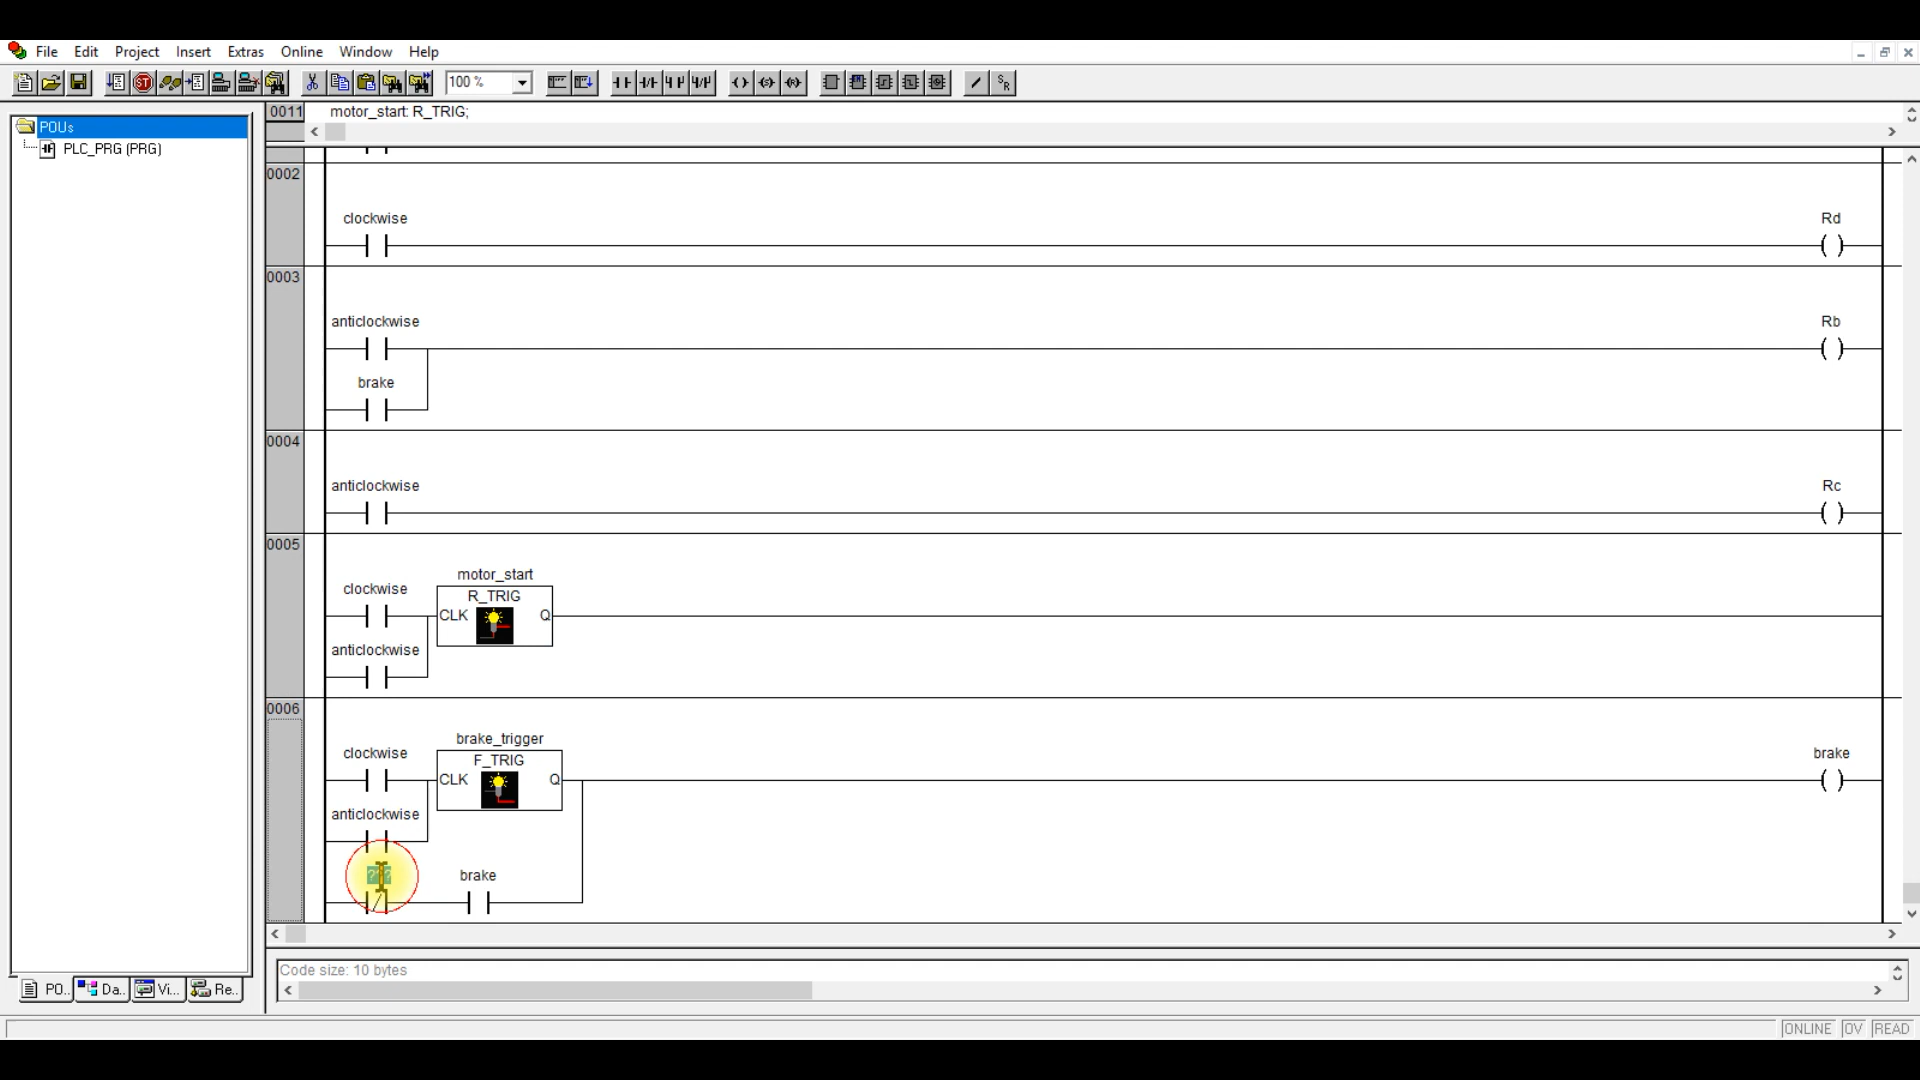 File Edit Project Insert Extras Online Window Help
100 %
POUs
PLC_PRG (PRG)
0011 motor_start: R_TRIG;
0002
clockwise Rd
0003
anticlockwise Rb
brake
0004
anticlockwise Rc
0005
motor_start
clockwise R_TRIG
CLK Q
anticlockwise
0006
brake_trigger
clockwise F_TRIG brake
CLK Q
anticlockwise
??? brake
Code size: 10 bytes
PO.. Da.. Vi... Re..
ONLINE OV READ